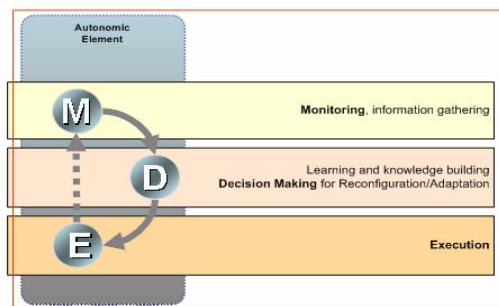 Autonomic
Element
M
Monitoring, information gathering
D
Learning and knowledge building
Decision Making for Reconfiguration/Adaptation
E
Execution